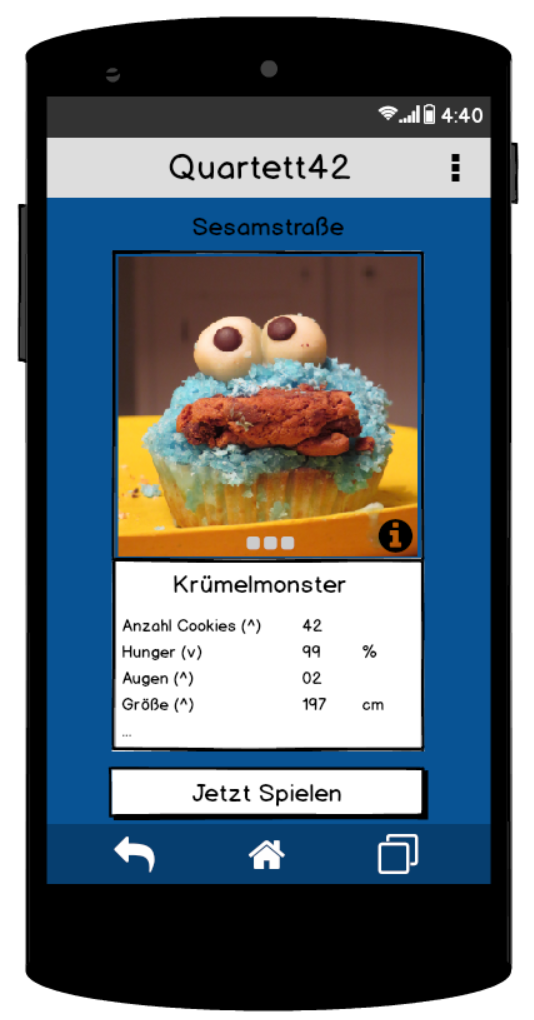 4:40
Quartett42
Sesamstraße
i
Krümelmonster
Anzahl Cookies (^) 42
Hunger (v) 99 %
Augen (^) 02
Größe (^) 197 cm
...
Jetzt Spielen